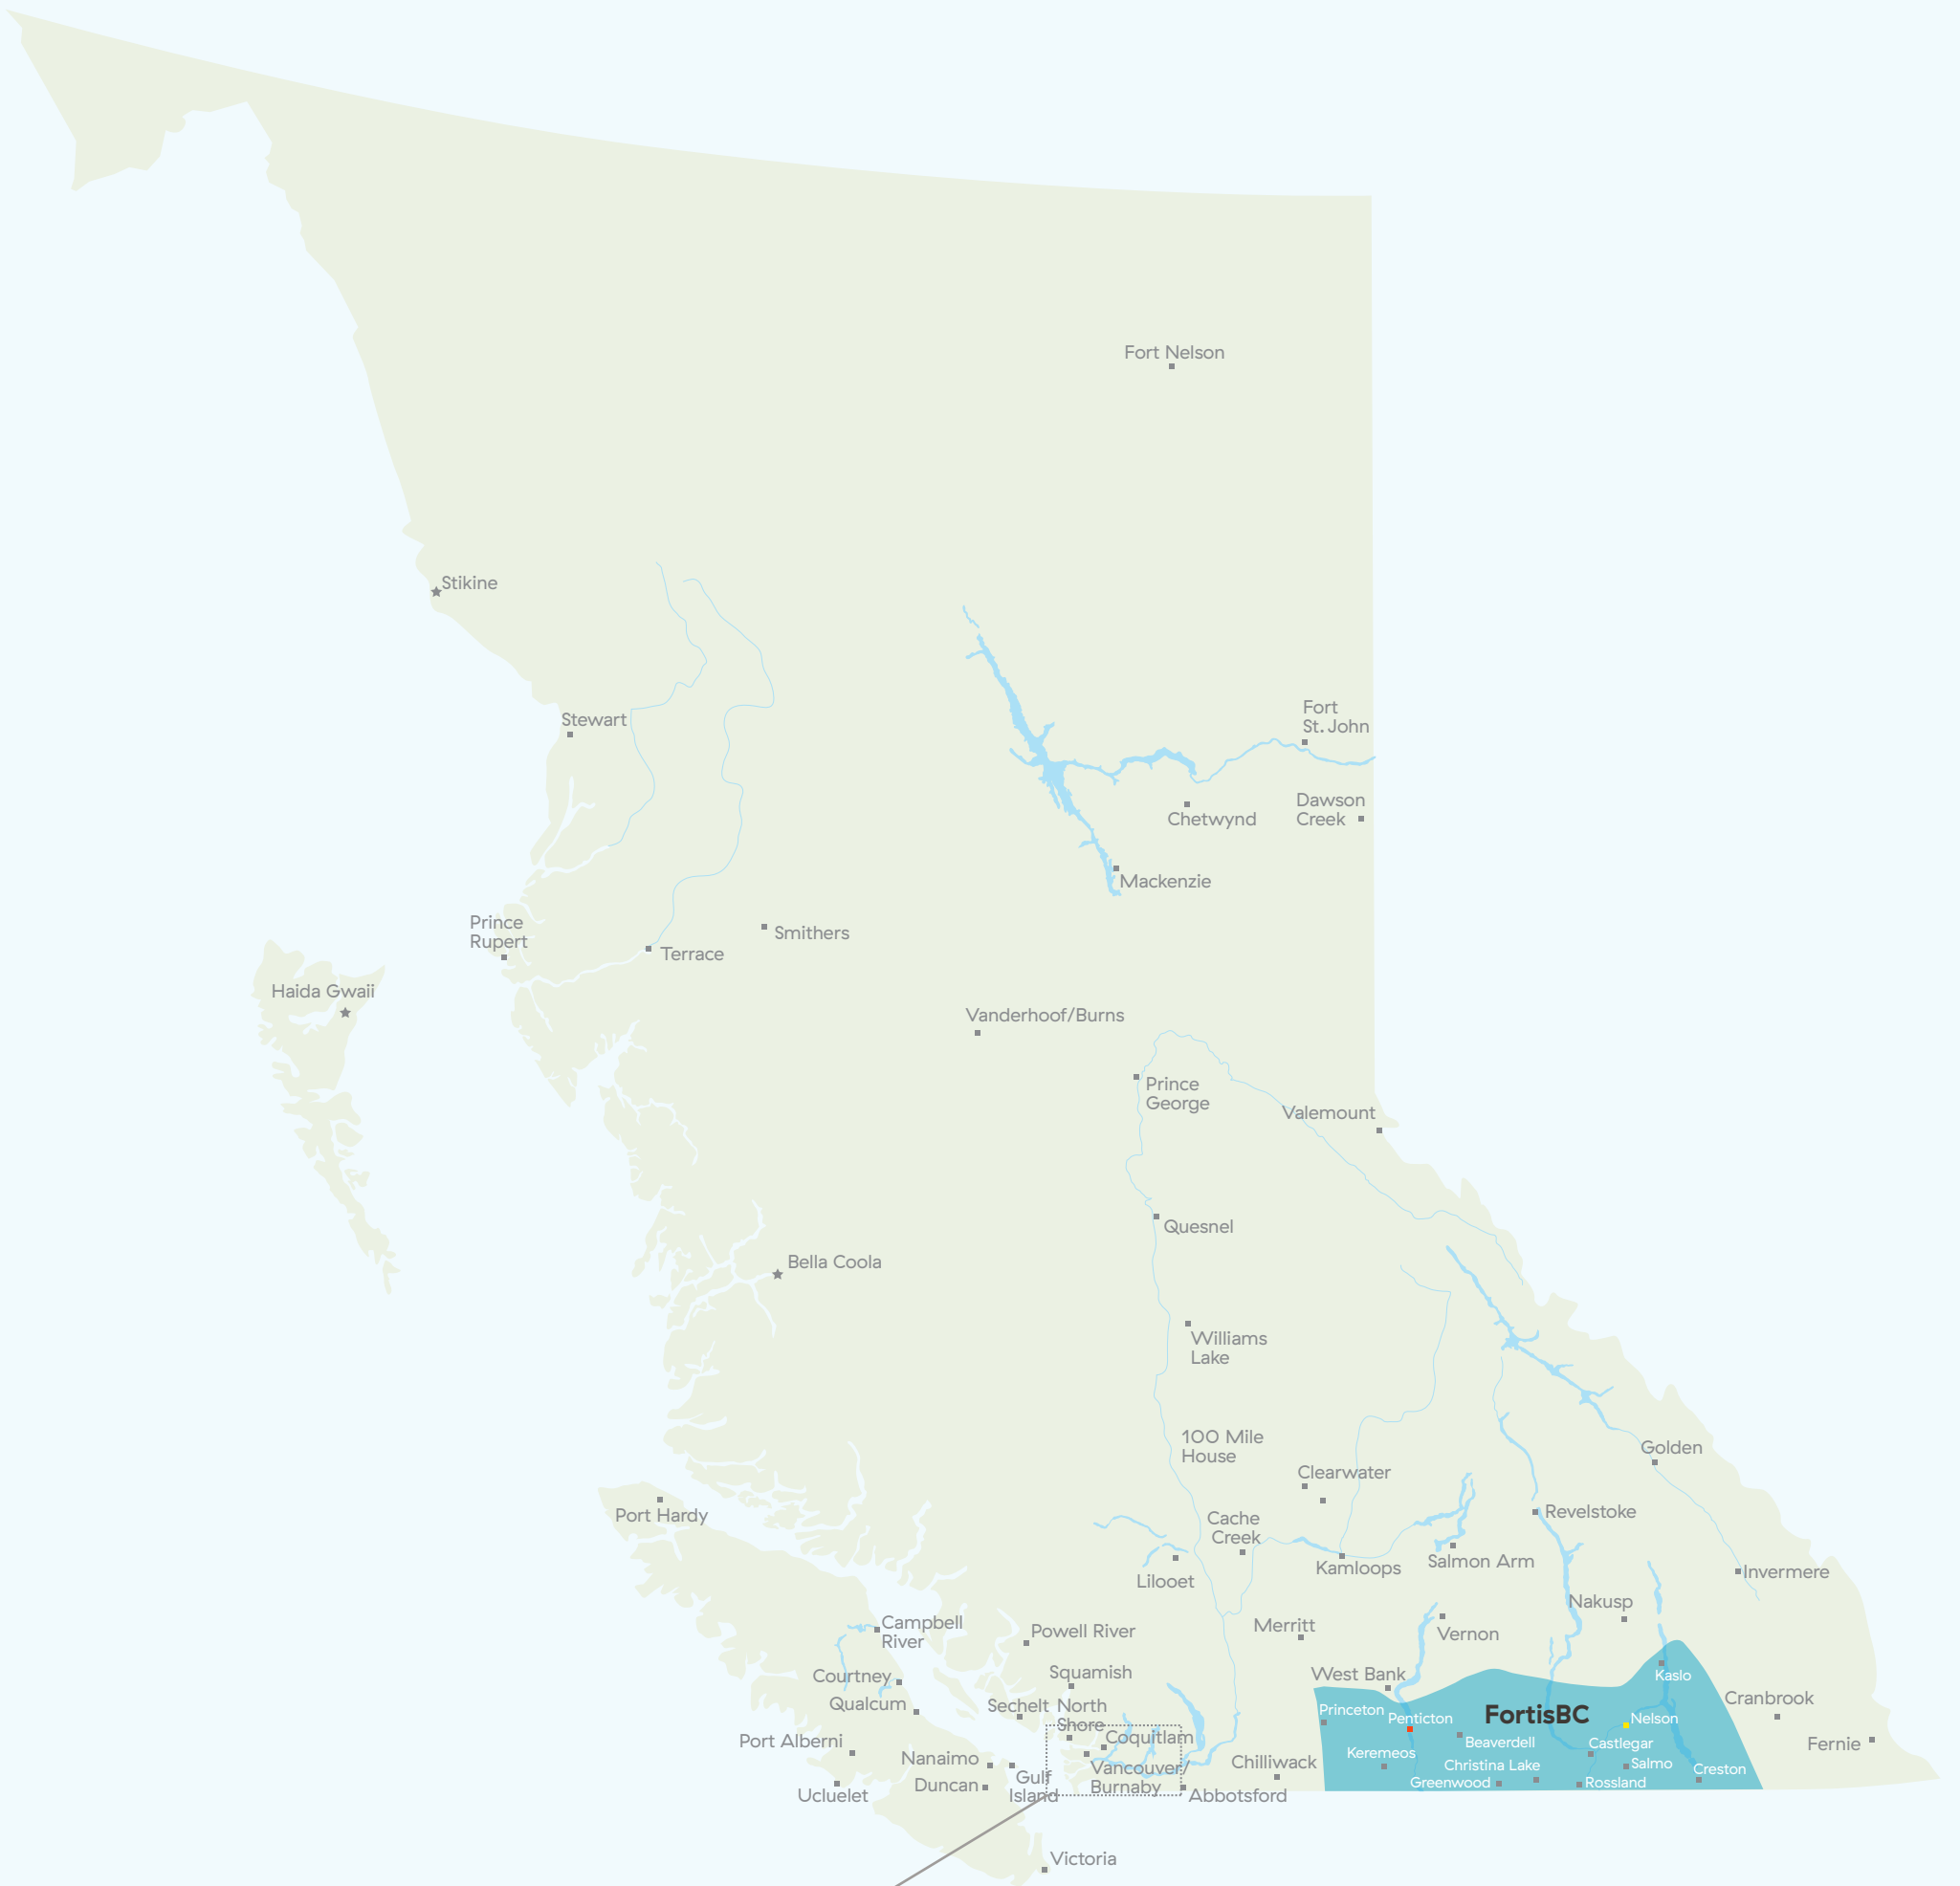 Fort Nelson
Stikine
Stewart
Fort
St. John
Dawson
Creek
Chetwynd
Mackenzie
Prince
Rupert
Smithers
Terrace
Haida Gwaii
Vanderhoof/Burns
Prince
George
Valemount
Quesnel
Bella Coola
Williams
Lake
100 Mile
House
Golden
Clearwater
Port Hardy
Revelstoke
Cache
Creek
Salmon Arm
Kamloops
Invermere
Lilooet
Nakusp
Campbell
River
Merritt
Powell River
Vernon
Squamish
West Bank
Courtney
Kaslo
Qualcum
Sechelt
North
Shore
Cranbrook
Princeton
Penticton
FortisBC
Nelson
Port Alberni
Coquitlam
Beaverdell
Castlegar
Fernie
Keremeos
Nanaimo
Chilliwack
Christina Lake
Salmo
Vancouver/
Burnaby
Creston
Gulf
Island
Duncan
Greenwood
Rossland
Ucluelet
Abbotsford
Victoria